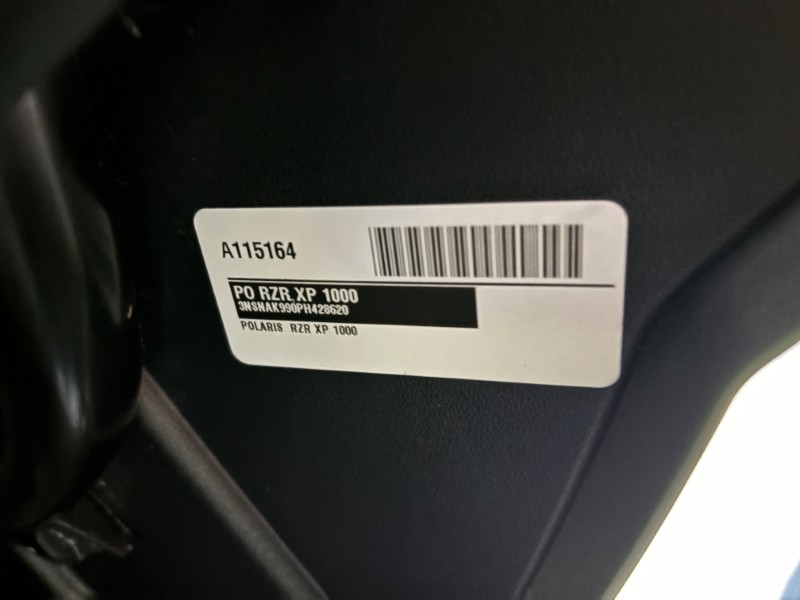 A115164
PO RZR XP 1000
3NSNAK990PH428620
POLARIS RZR XP 1000